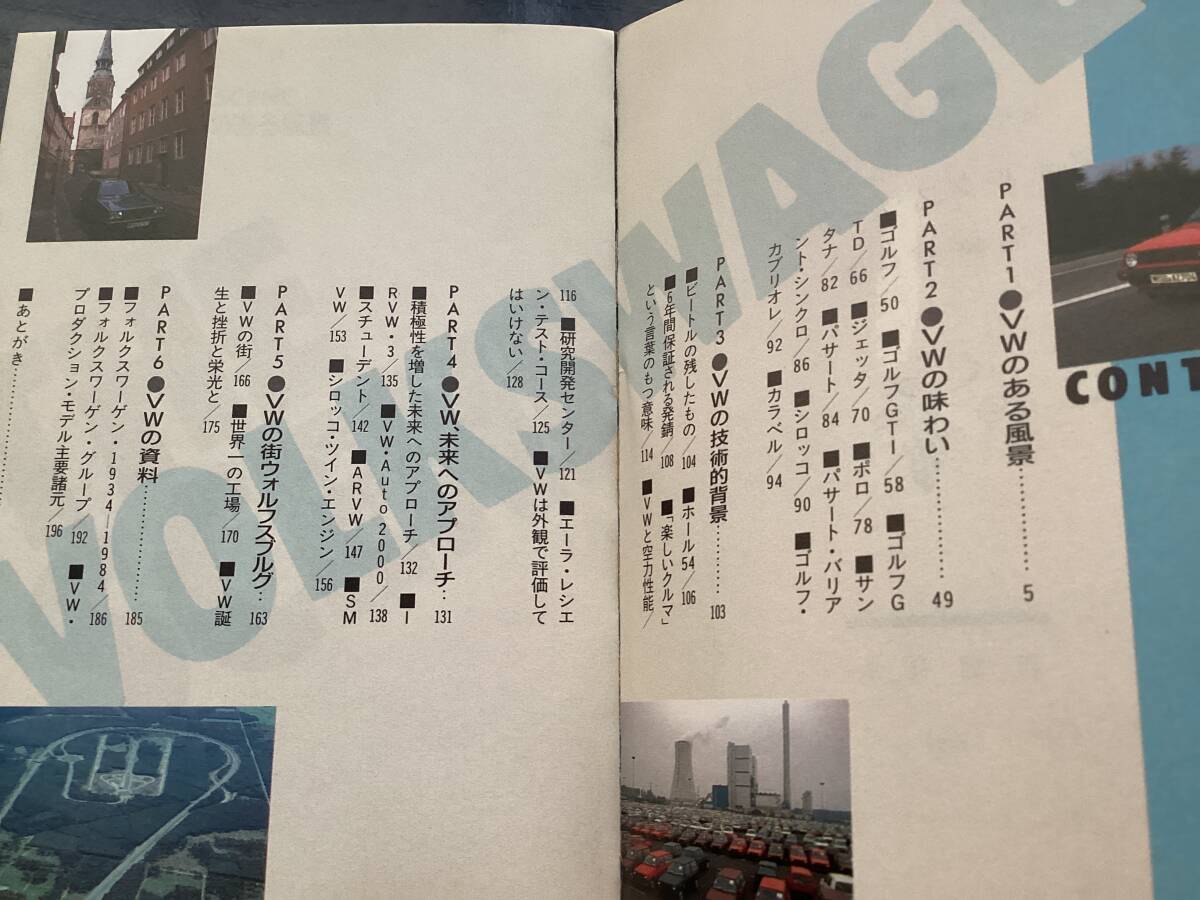 VOLKSWAGE
CONT
PART1●VWのある風景…………5
PART2●VWの味わい…………49
■ゴルフ/50 ■ゴルフGTI/58 ■ゴルフG
TD/66 ■ジェッタ/70 ■ポロ/78 ■サン
タナ/82 ■パサート/84 ■パサート・バリア
ント・シンクロ/86 ■シロッコ/90 ■ゴルフ・
カブリオレ/92 ■カラベル/94
PART3●VWの技術的背景…………103
■ビートルの残したもの/104 ■ホール54/106
■6年間保証される発錆/108 ■「楽しいクルマ」
という言葉のもつ意味/114 ■VWと空力性能/
116 ■研究開発センター/121 ■エーラ・レシエ
ン・テスト・コース/125 ■VWは外観で評価して
はいけない/128
PART4●VW、未来へのアプローチ…131
■積極性を増した未来へのアプローチ/132 ■I
RVW・3/135 ■VW・Auto2000/138
■スチューデント/142 ■ARVW/147 ■SM
VW/153 ■シロッコ・ツイン・エンジン/156
PART5●VWの街ウォルフスブルグ…163
■VWの街/166 ■世界一の工場/170 ■VW誕
生と挫折と栄光と/175
PART6●VWの資料…………185
■フォルクスワーゲン・1934—1984/186
■フォルクスワーゲン・グループ/192 ■VW・
プロダクション・モデル主要諸元/196
■あとがき…………